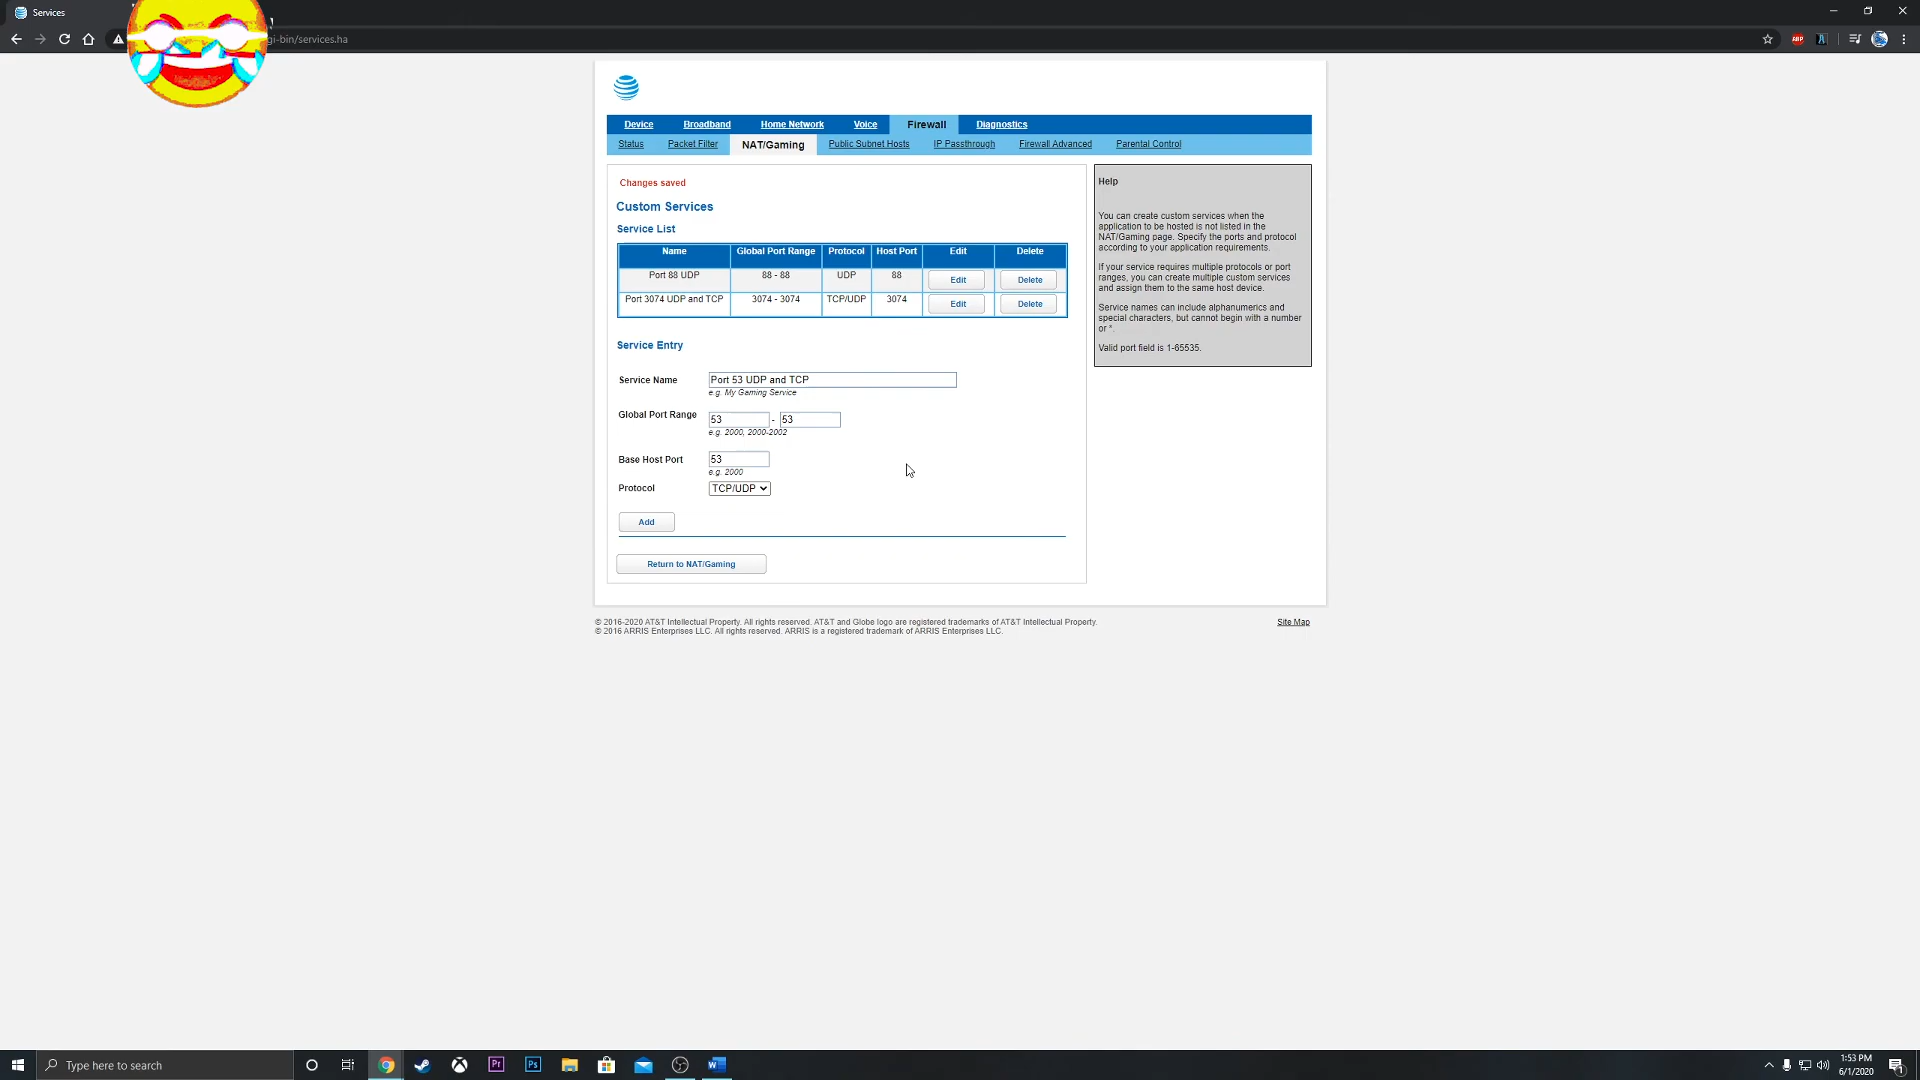 Services
gi-bin/services.ha
ABP
Device Broadband Home Network Voice Firewall Diagnostics
Status Packet Filter NAT/Gaming Public Subnet Hosts IP Passthrough Firewall Advanced Parental Control
Changes saved
Custom Services
Service List
Name Global Port Range Protocol Host Port Edit Delete
Port 88 UDP 88 - 88 UDP 88 Edit Delete
Port 3074 UDP and TCP 3074 - 3074 TCP/UDP 3074 Edit Delete
Service Entry
Service Name Port 53 UDP and TCP
e.g. My Gaming Service
Global Port Range 53 - 53
e.g. 2000, 2000-2002
Base Host Port 53
e.g. 2000
Protocol TCP/UDP
Add
Return to NAT/Gaming
Help
You can create custom services when the
application to be hosted is not listed in the
NAT/Gaming page. Specify the ports and protocol
according to your application requirements.
If your service requires multiple protocols or port
ranges, you can create multiple custom services
and assign them to the same host device.
Service names can include alphanumerics and
special characters, but cannot begin with a number
or *.
Valid port field is 1-65535.
© 2016-2020 AT&T Intellectual Property. All rights reserved. AT&T and Globe logo are registered trademarks of AT&T Intellectual Property.
© 2016 ARRIS Enterprises LLC. All rights reserved. ARRIS is a registered trademark of ARRIS Enterprises LLC.
Site Map
Type here to search
Pr
Ps
W
1:53 PM
6/1/2020
1